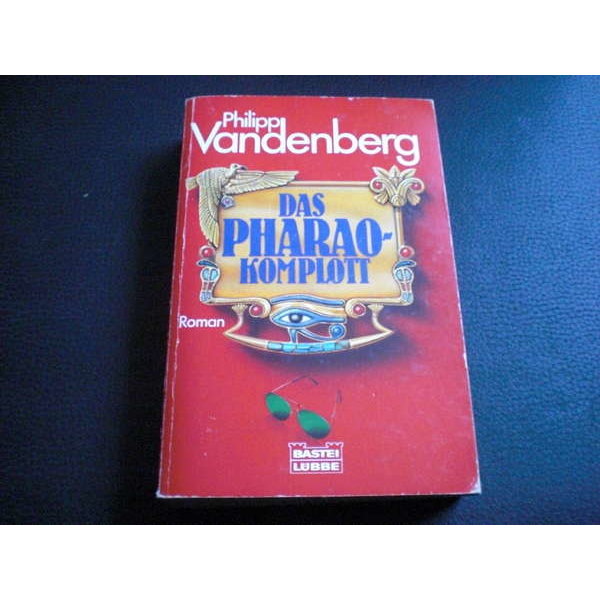 Philipp
Vandenberg
DAS
PHARAO-
KOMPLOTT
Roman
BASTEI
LÜBBE